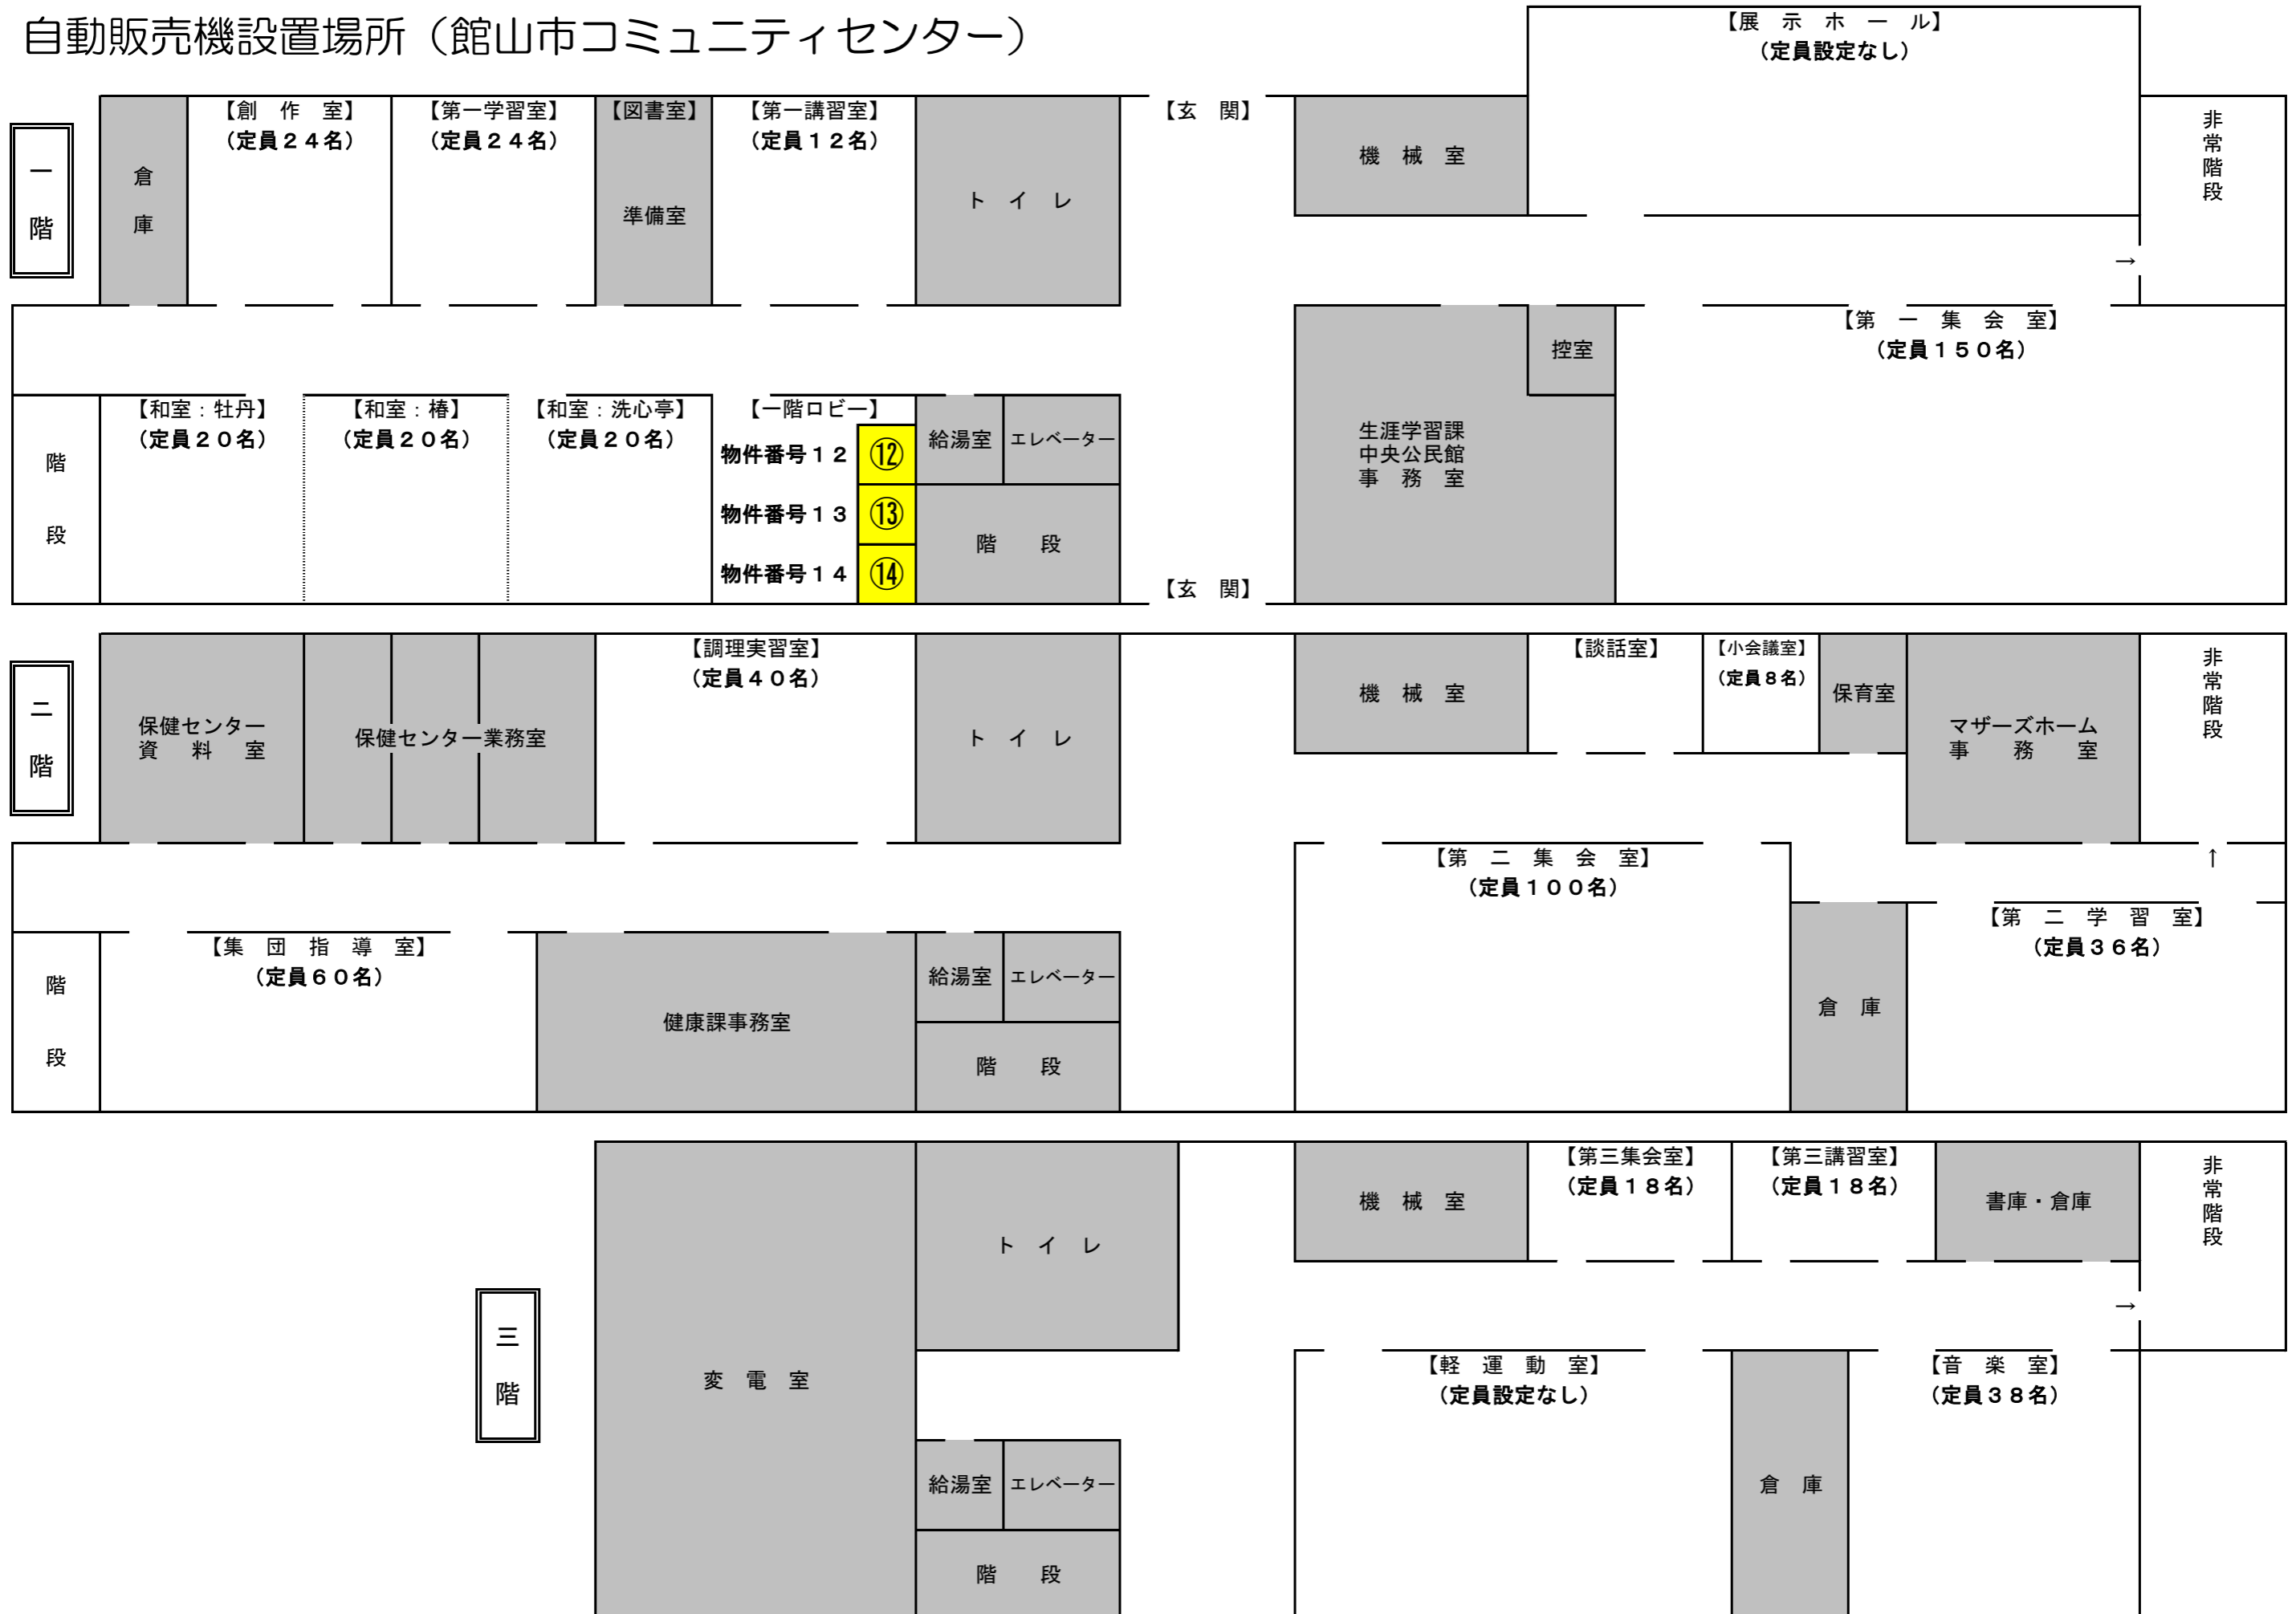 自動販売機設置場所（館山市コミュニティセンター）
一階
倉庫
【創　作　室】
（定員２４名）
【第一学習室】
（定員２４名）
【図書室】
準備室
【第一講習室】
（定員１２名）
ト　イ　レ
【玄　関】
機　械　室
【展　示　ホ　ー　ル】
（定員設定なし）
非常階段
→
階段
【和室：牡丹】
（定員２０名）
【和室：椿】
（定員２０名）
【和室：洗心亭】
（定員２０名）
【一階ロビー】
物件番号１２　⑫
物件番号１３　⑬
物件番号１４　⑭
給湯室
エレベーター
階　　段
【玄　関】
生涯学習課
中央公民館
事　務　室
控室
【第　一　集　会　室】
（定員１５０名）
二階
保健センター
資　料　室
保健センター業務室
【調理実習室】
（定員４０名）
ト　イ　レ
機　械　室
【談話室】
【小会議室】
（定員８名）
保育室
マザーズホーム
事　務　室
非常階段
↑
階段
【集　団　指　導　室】
（定員６０名）
健康課事務室
給湯室
エレベーター
階　　段
【第　二　集　会　室】
（定員１００名）
倉　庫
【第　二　学　習　室】
（定員３６名）
三階
変　電　室
ト　イ　レ
機　械　室
【第三集会室】
（定員１８名）
【第三講習室】
（定員１８名）
書庫・倉庫
非常階段
→
給湯室
エレベーター
階　　段
【軽　運　動　室】
（定員設定なし）
倉　庫
【音　楽　室】
（定員３８名）